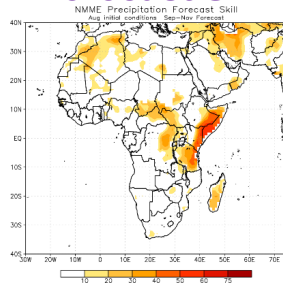 NMME Precipitation Forecast Skill
Aug initial conditions Sep-Nov Forecast
40N
30N
20N
10N
EQ
10S
20S
30S
40S
30W 20W 10W 0 10E 20E 30E 40E 50E 60E 70E
10 20 30 40 50 60 75